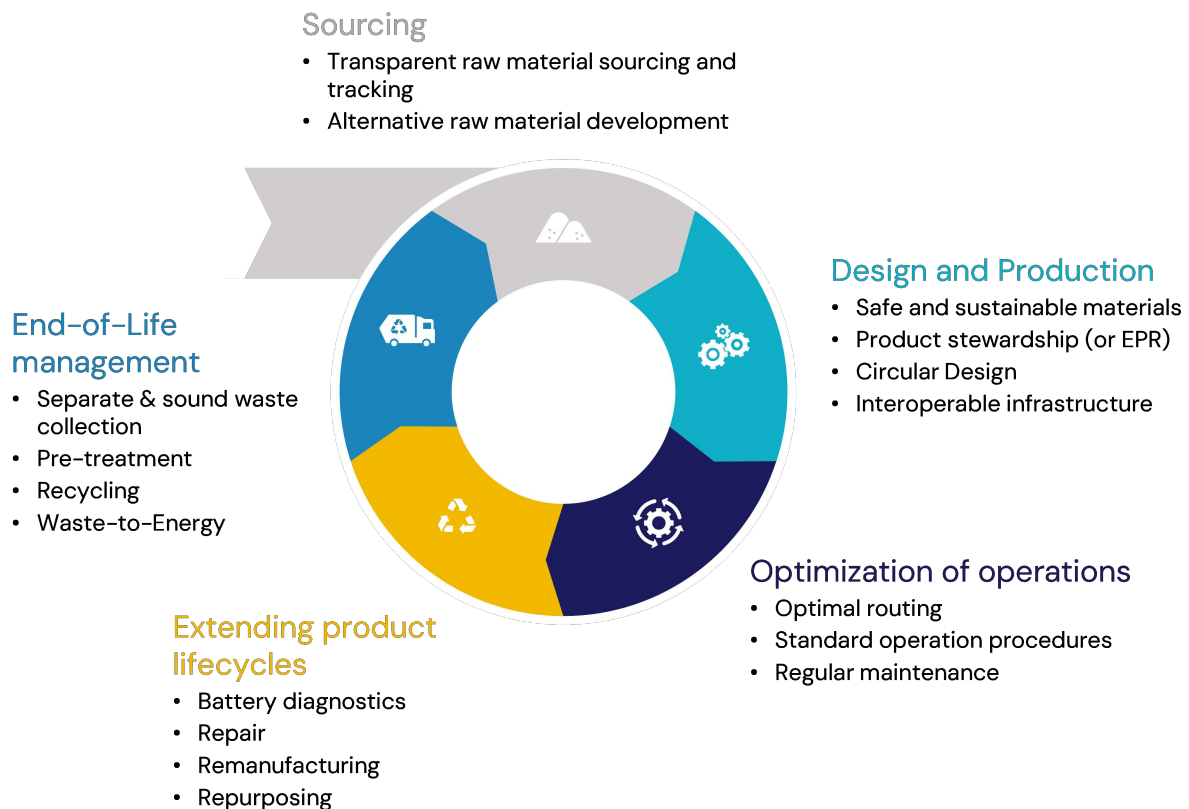 Sourcing
• Transparent raw material sourcing and
tracking
• Alternative raw material development
Design and Production
• Safe and sustainable materials
• Product stewardship (or EPR)
• Circular Design
• Interoperable infrastructure
Optimization of operations
• Optimal routing
• Standard operation procedures
• Regular maintenance
Extending product
lifecycles
• Battery diagnostics
• Repair
• Remanufacturing
• Repurposing
End-of-Life
management
• Separate & sound waste
collection
• Pre-treatment
• Recycling
• Waste-to-Energy